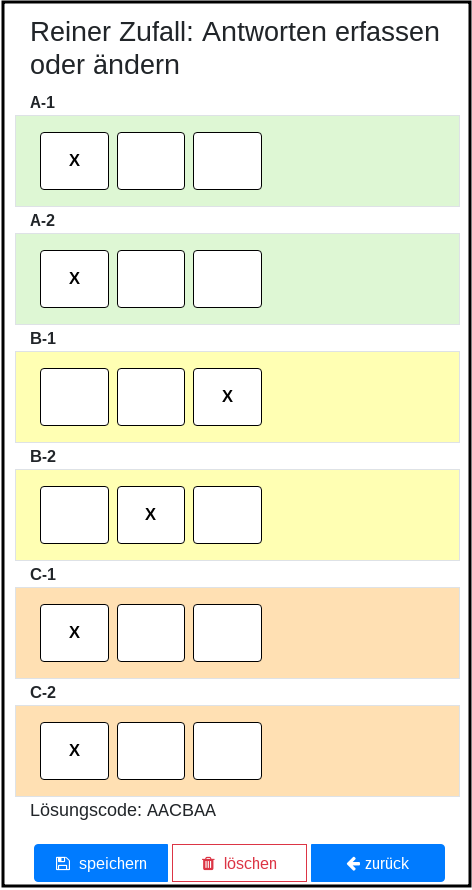 Reiner Zufall: Antworten erfassen
oder ändern
A-1
X
A-2
X
B-1
X
B-2
X
C-1
X
C-2
X
Lösungscode: AACBAA
speichern löschen zurück